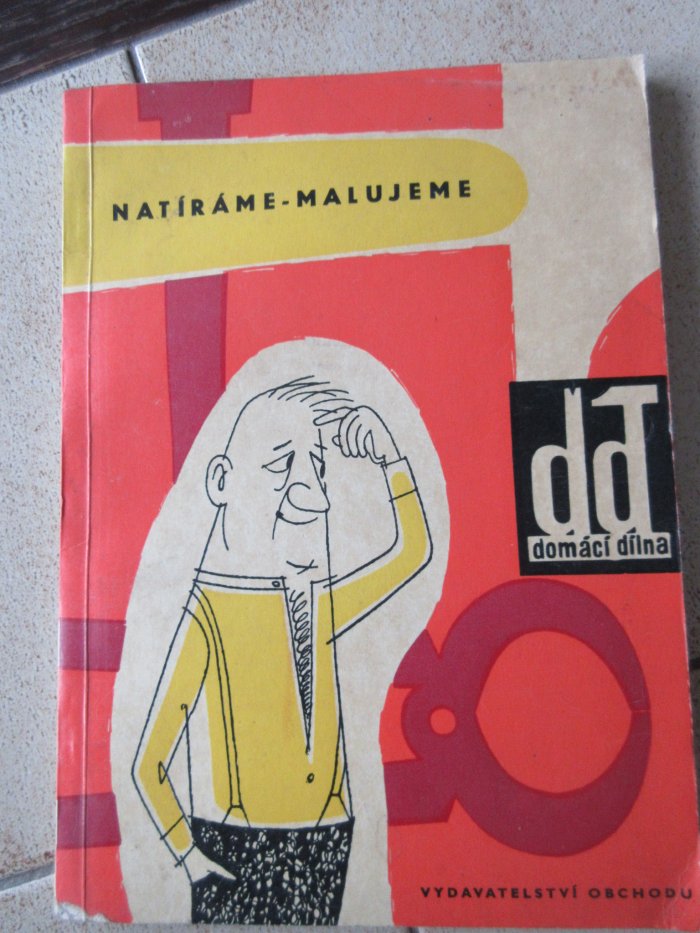 NATÍRÁME-MALUJEME
dd
domácí dílna
VYDAVATELSTVÍ OBCHODU